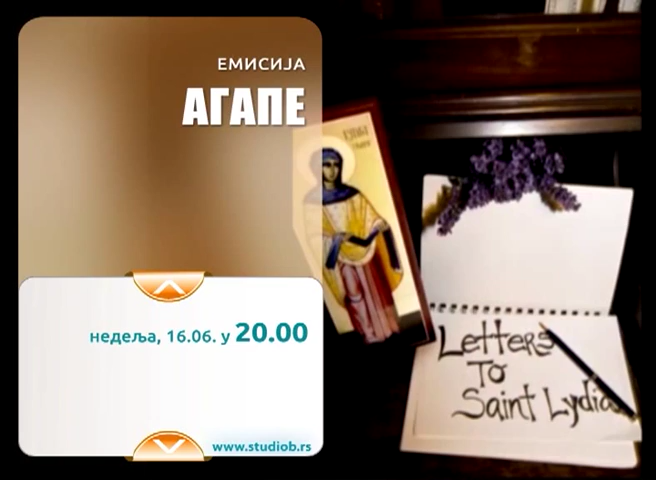 ЕМИСИЈА
АГАПЕ
недеља, 16.06. у 20.00
www.studiob.rs
Letters
To
Saint Lydia